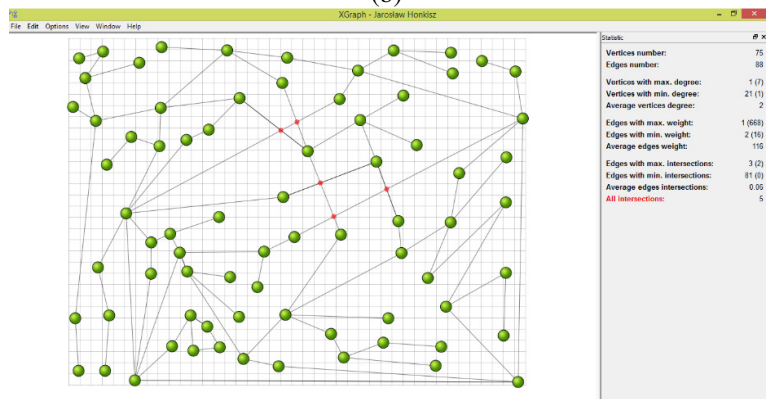 (b)
XGraph - Jarosław Honkisz
File Edit Options View Window Help
Statistic
Vertices number: 75
Edges number: 88
Vertices with max. degree: 1 (7)
Vertices with min. degree: 21 (1)
Average vertices degree: 2
Edges with max. weight: 1 (668)
Edges with min. weight: 2 (16)
Average edges weight: 116
Edges with max. intersections: 3 (2)
Edges with min. intersections: 81 (0)
Average edges intersections: 0.06
All intersections: 5